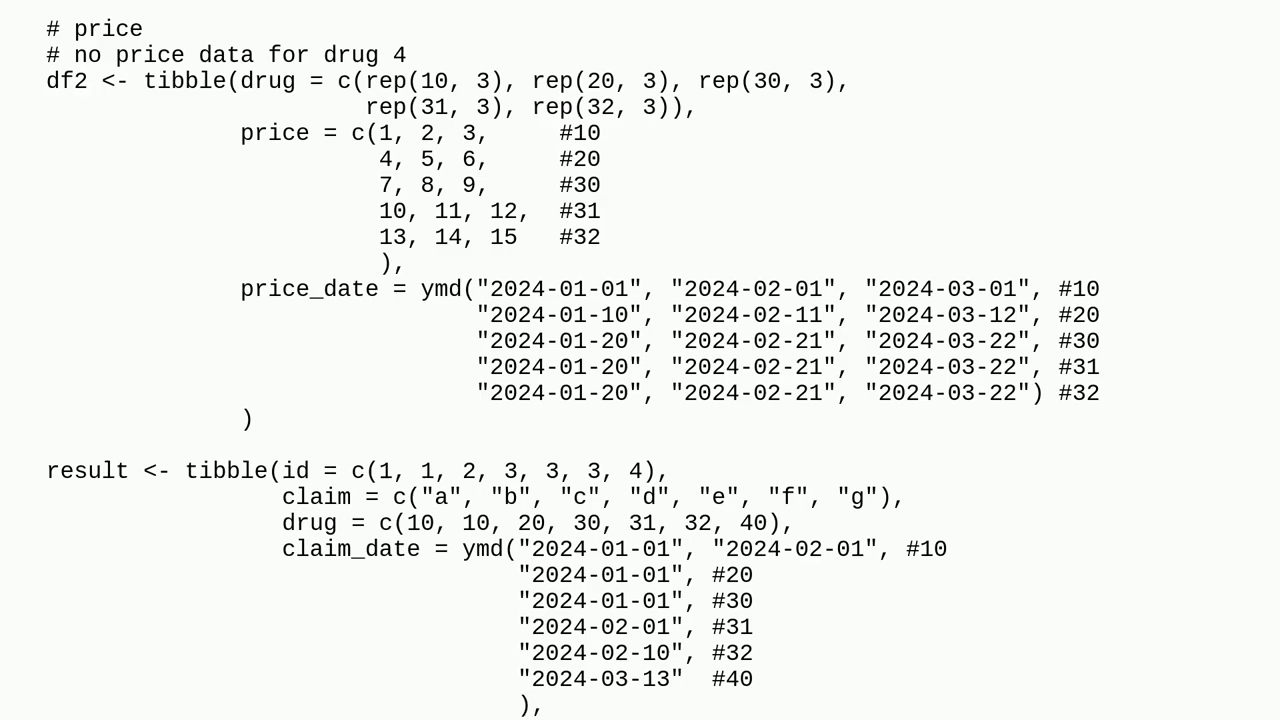 # price
# no price data for drug 4
df2 <- tibble(drug = c(rep(10, 3), rep(20, 3), rep(30, 3),
                       rep(31, 3), rep(32, 3)),
              price = c(1, 2, 3,     #10
                        4, 5, 6,     #20
                        7, 8, 9,     #30
                        10, 11, 12,  #31
                        13, 14, 15   #32
                        ),
              price_date = ymd("2024-01-01", "2024-02-01", "2024-03-01", #10
                               "2024-01-10", "2024-02-11", "2024-03-12", #20
                               "2024-01-20", "2024-02-21", "2024-03-22", #30
                               "2024-01-20", "2024-02-21", "2024-03-22", #31
                               "2024-01-20", "2024-02-21", "2024-03-22") #32
              )

result <- tibble(id = c(1, 1, 2, 3, 3, 3, 4),
                 claim = c("a", "b", "c", "d", "e", "f", "g"),
                 drug = c(10, 10, 20, 30, 31, 32, 40),
                 claim_date = ymd("2024-01-01", "2024-02-01", #10
                                  "2024-01-01", #20
                                  "2024-01-01", #30
                                  "2024-02-01", #31
                                  "2024-02-10", #32
                                  "2024-03-13"  #40
                                  ),